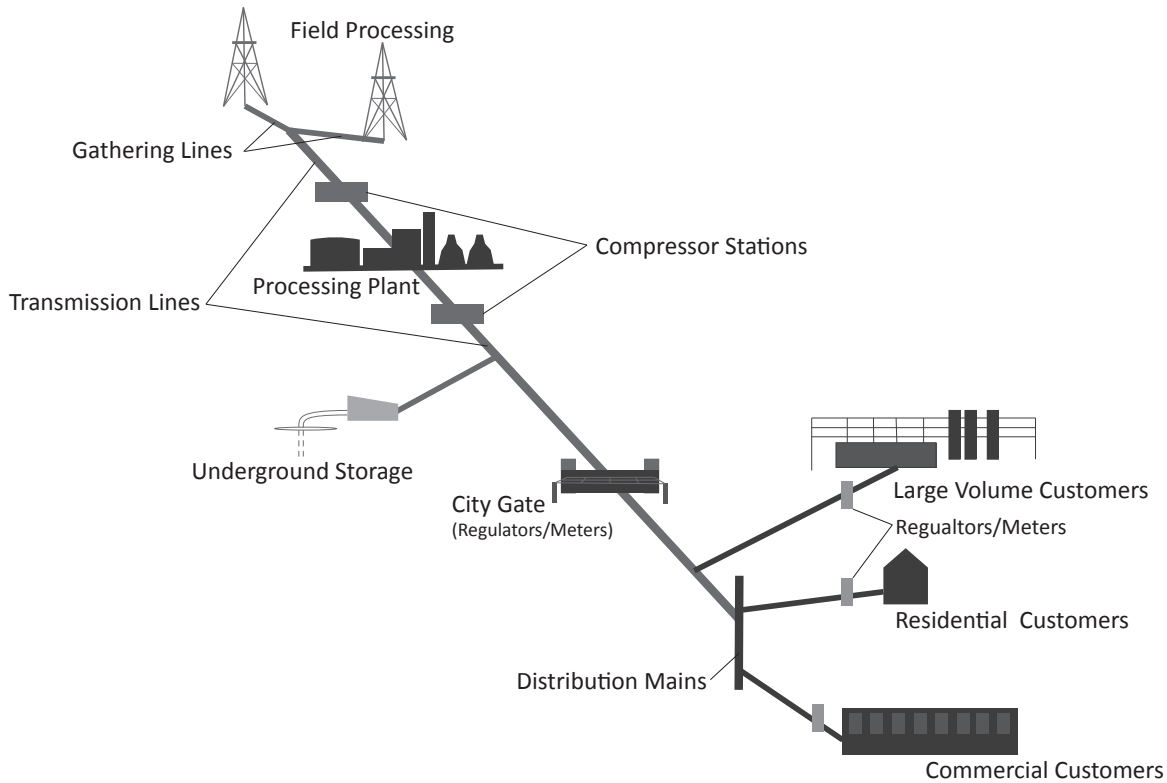 Field Processing
Gathering Lines
Compressor Stations
Processing Plant
Transmission Lines
Underground Storage
City Gate
(Regulators/Meters)
Large Volume Customers
Regualtors/Meters
Residential Customers
Distribution Mains
Commercial Customers